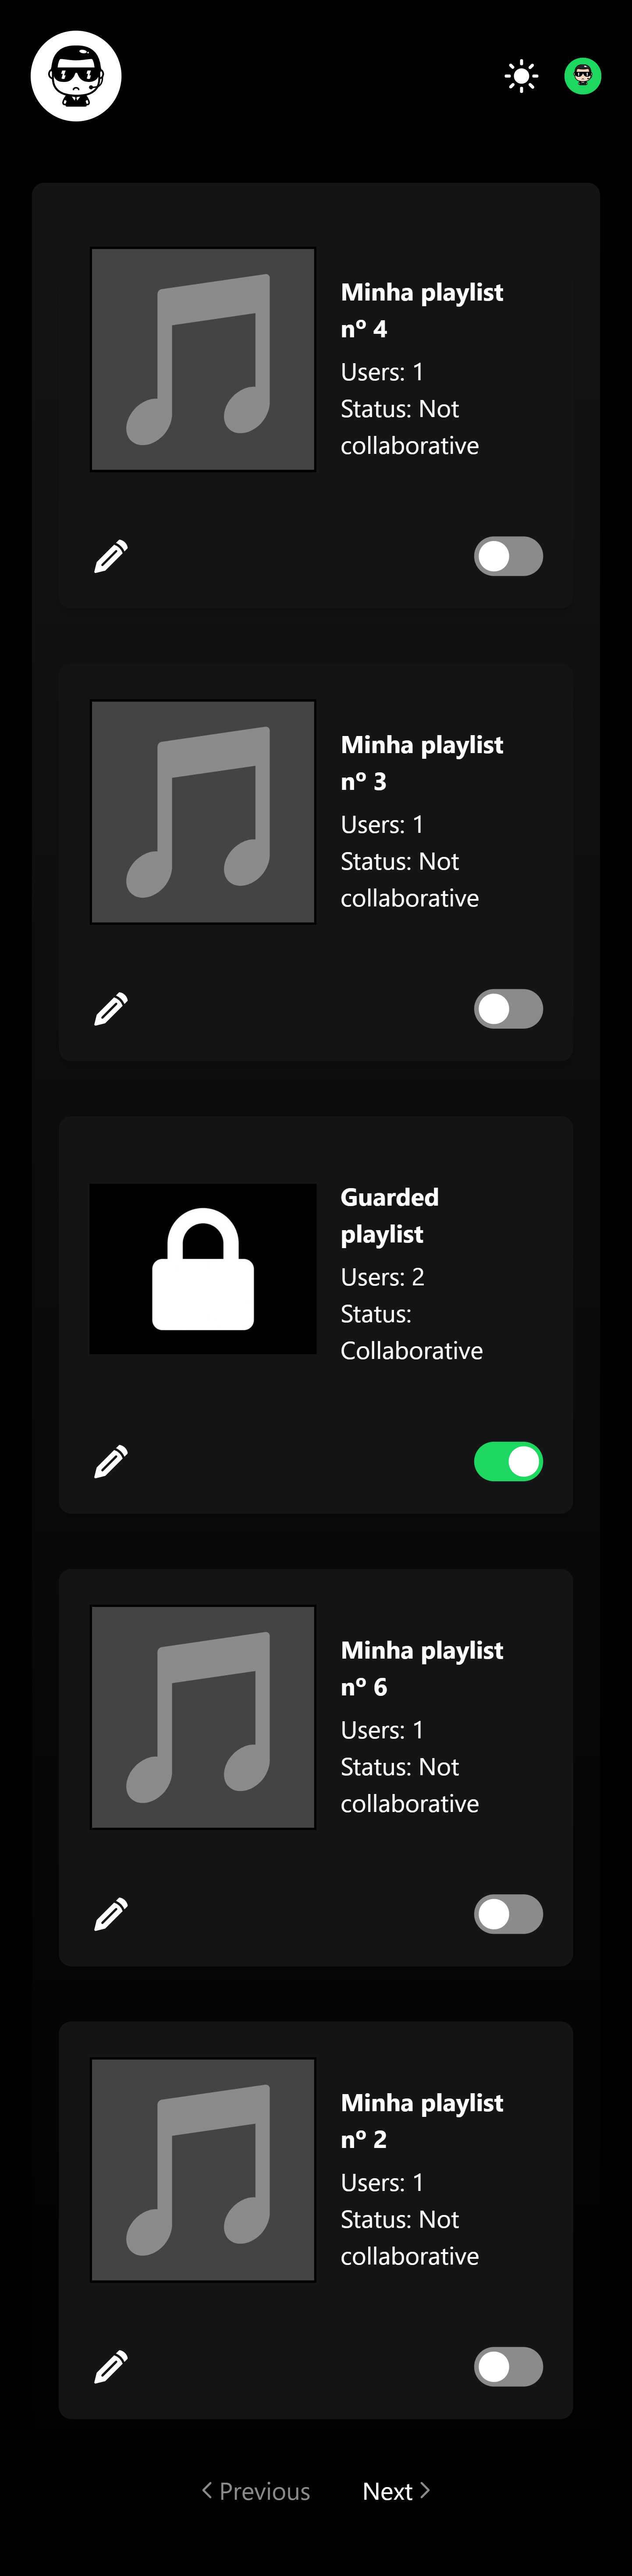 Minha playlist
nº 4
Users: 1
Status: Not
collaborative
Minha playlist
nº 3
Users: 1
Status: Not
collaborative
Guarded
playlist
Users: 2
Status:
Collaborative
Minha playlist
nº 6
Users: 1
Status: Not
collaborative
Minha playlist
nº 2
Users: 1
Status: Not
collaborative
Previous Next